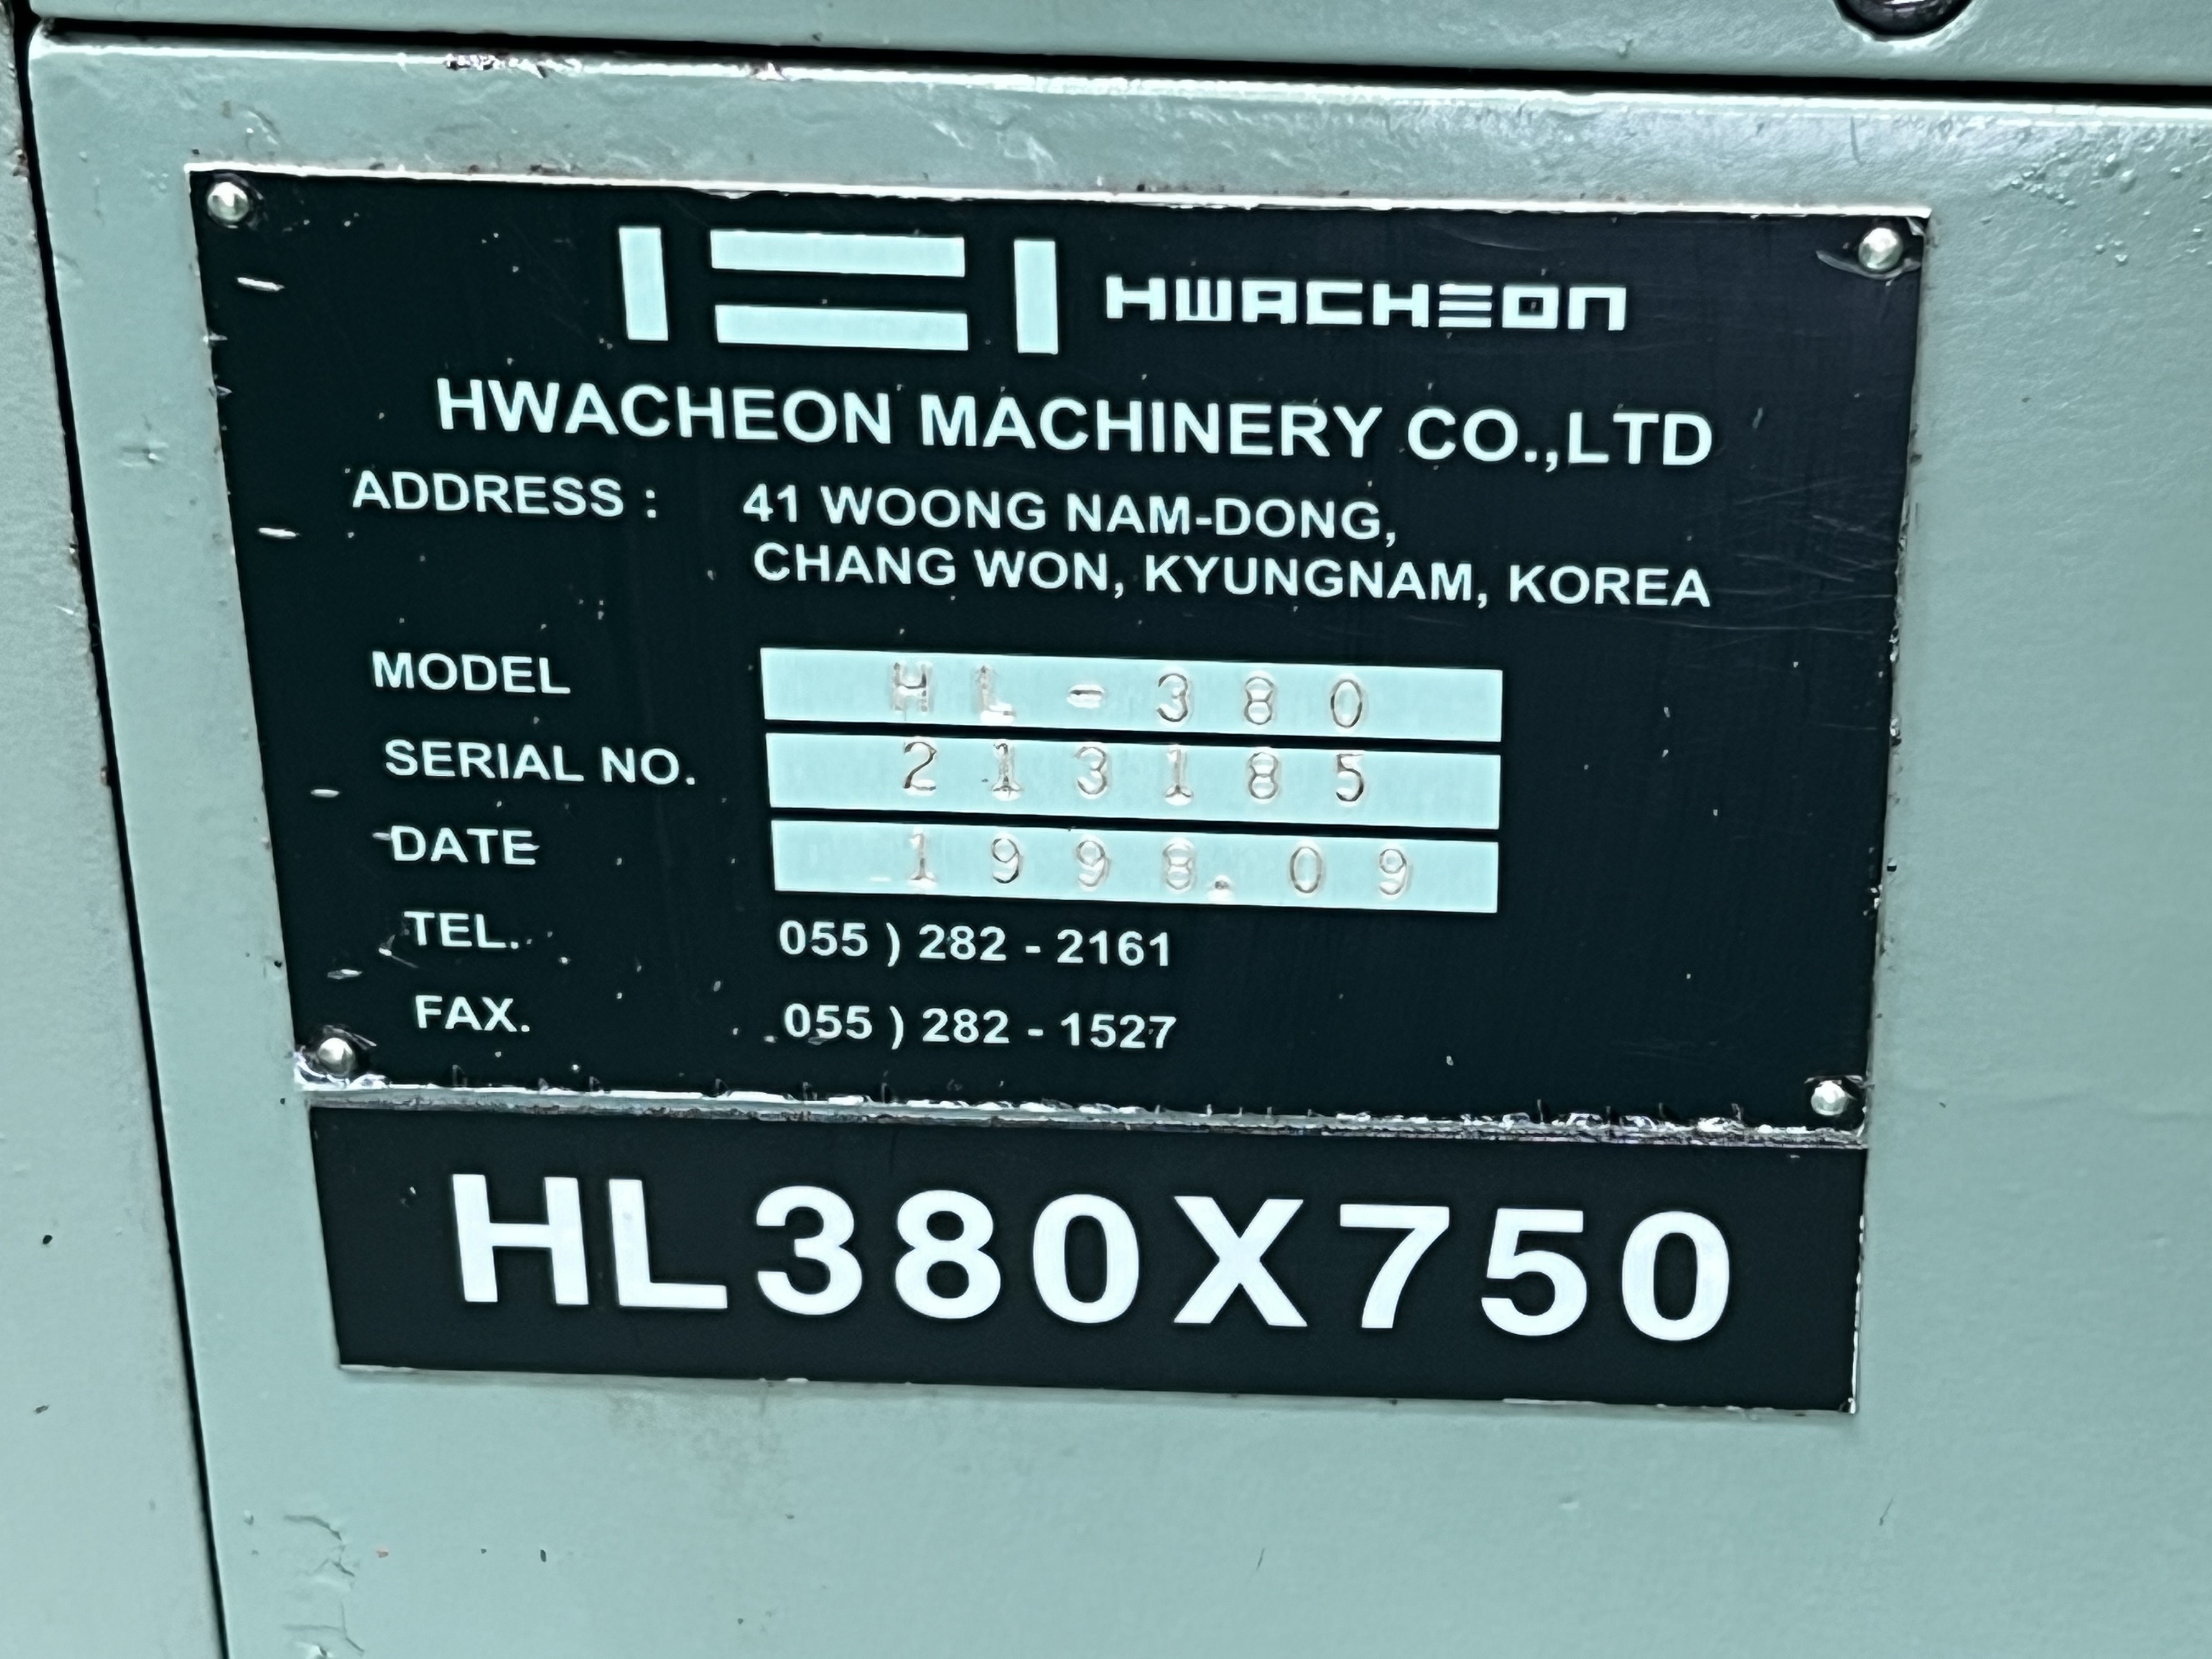 HWACHEON
HWACHEON MACHINERY CO.,LTD
ADDRESS : 41 WOONG NAM-DONG,
CHANG WON, KYUNGNAM, KOREA
MODEL HL-380
SERIAL NO. 213185
DATE 1998.09
TEL. 055 ) 282 - 2161
FAX. 055 ) 282 - 1527
HL380X750